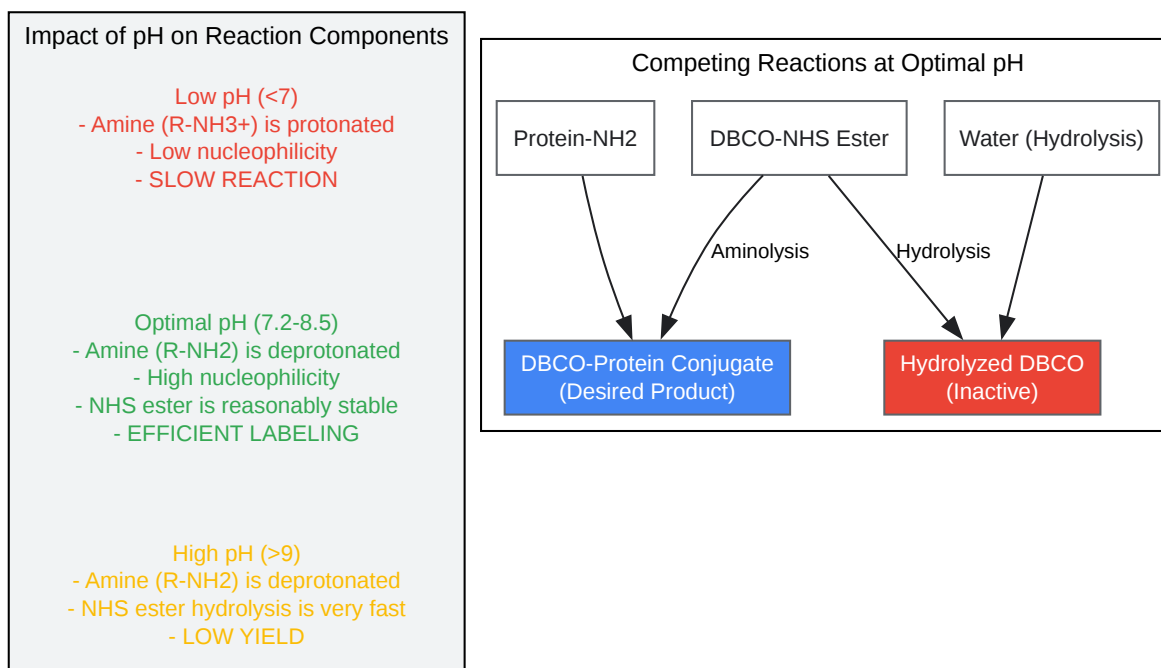 Impact of pH on Reaction Components
Low pH (<7)
- Amine (R-NH3+) is protonated
- Low nucleophilicity
- SLOW REACTION
Optimal pH (7.2-8.5)
- Amine (R-NH2) is deprotonated
- High nucleophilicity
- NHS ester is reasonably stable
- EFFICIENT LABELING
High pH (>9)
- Amine (R-NH2) is deprotonated
- NHS ester hydrolysis is very fast
- LOW YIELD
Competing Reactions at Optimal pH
Protein-NH2
DBCO-NHS Ester
Water (Hydrolysis)
Aminolysis
Hydrolysis
DBCO-Protein Conjugate
(Desired Product)
Hydrolyzed DBCO
(Inactive)